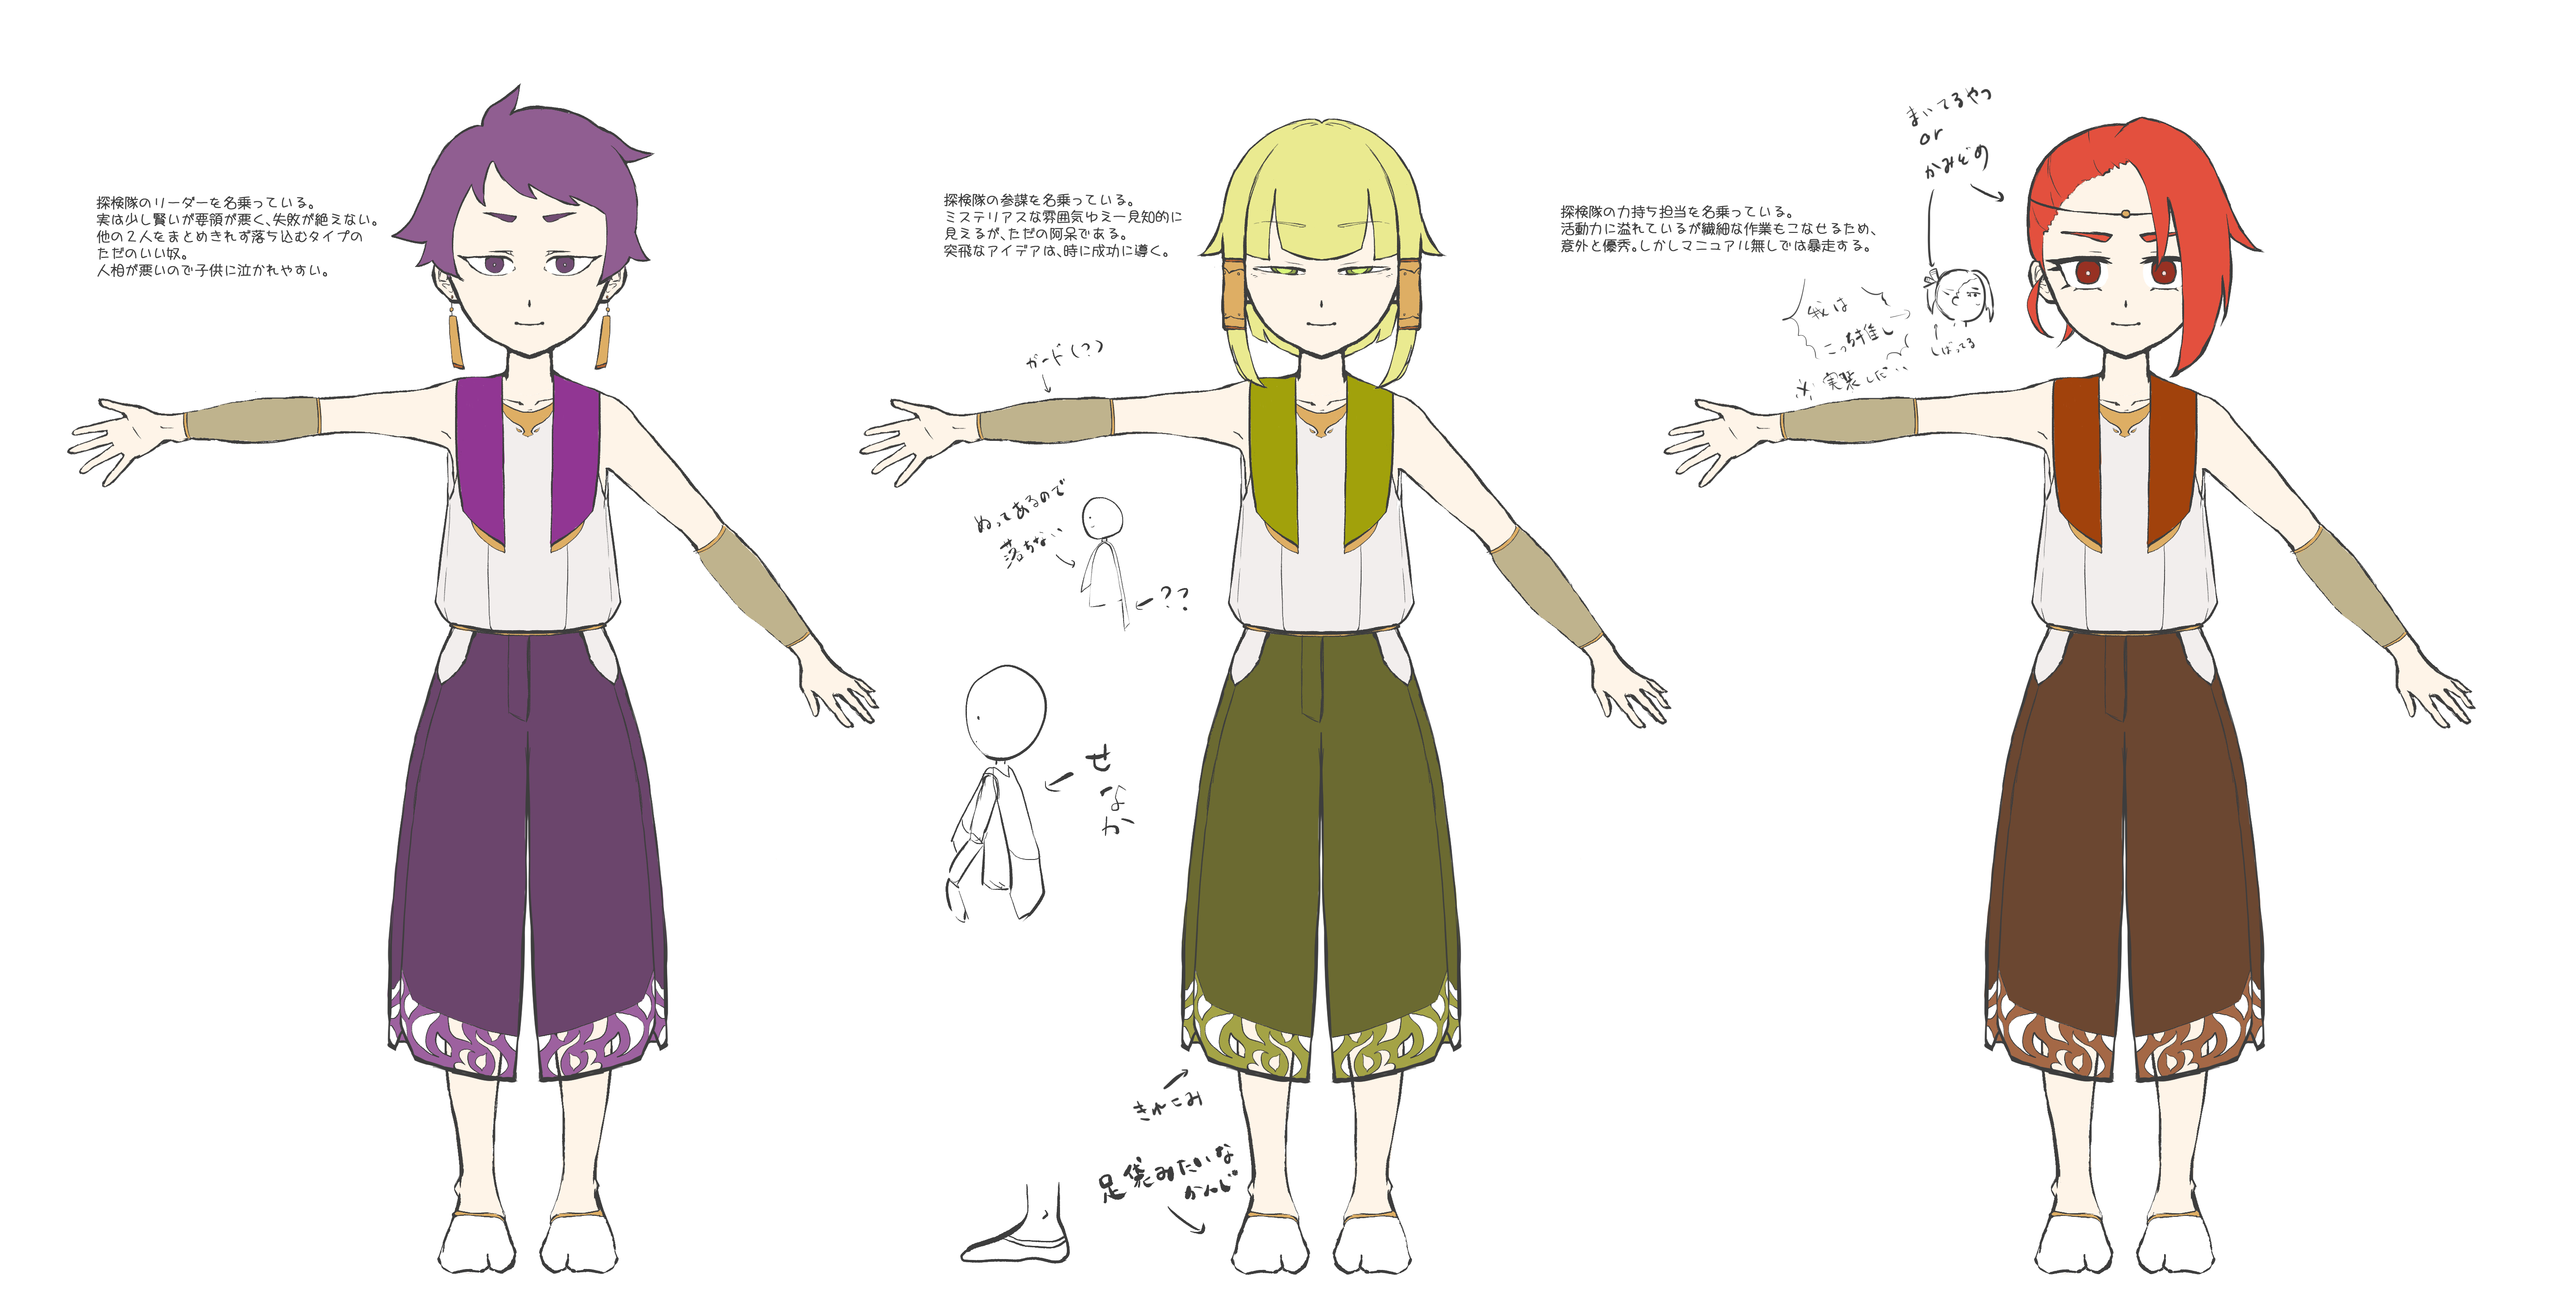 探検隊のリーダーを名乗っている。
実は少し賢いが要領が悪く、失敗が絶えない。
他の2人をまとめきれず落ち込むタイプの
ただのいい奴。
人相が悪いので子供に泣かれやすい。
探検隊の参謀を名乗っている。
ミステリアスな雰囲気ゆえ一見知的に
見えるが、ただの阿呆である。
突飛なアイデアは、時に成功に導く。
ガード(?)
ぬってあるので
落ちない
??
せなか
きりこみ
足袋みたいな
かんじ
探検隊の力持ち担当を名乗っている。
活動力に溢れているが繊細な作業もこなせるため、
意外と優秀。しかしマニュアル無しでは暴走する。
まいてるやつ
or
かみどめ
我は
こっち推し
しばってる
※実装しだい